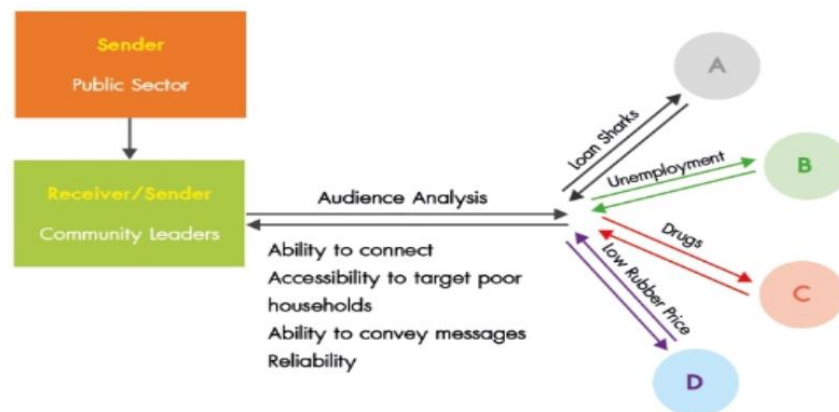 Sender
Public Sector
Receiver/Sender
Community Leaders
Audience Analysis
Ability to connect
Accessibility to target poor
households
Ability to convey messages
Reliability
Loan Sharks
A
Unemployment
B
Drugs
C
Low Rubber Price
D